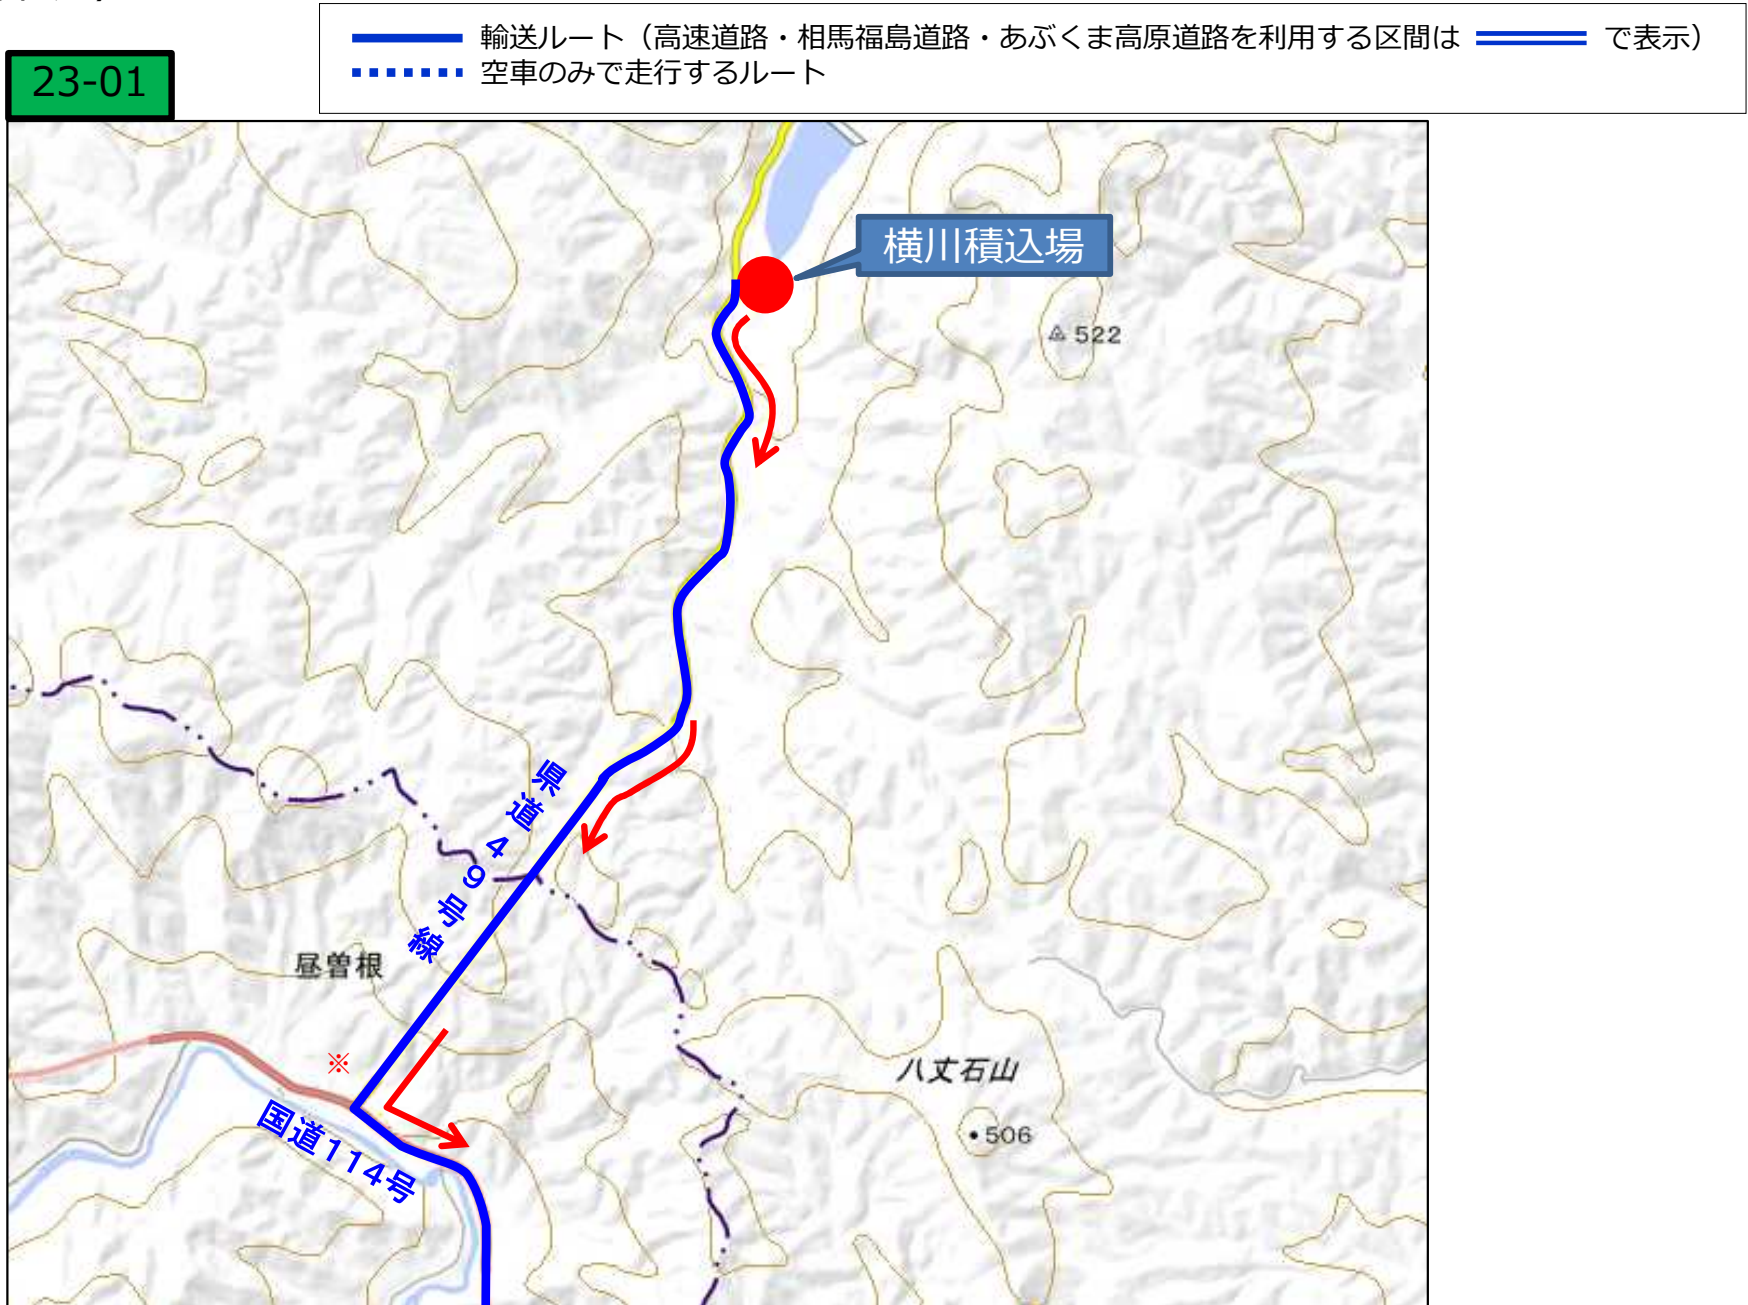 輸送ルート（高速道路・相馬福島道路・あぶくま高原道路を利用する区間は で表示）
空車のみで走行するルート
23-01
横川積込場
522
県道49号線
昼曽根
※
国道114号
八丈石山
506